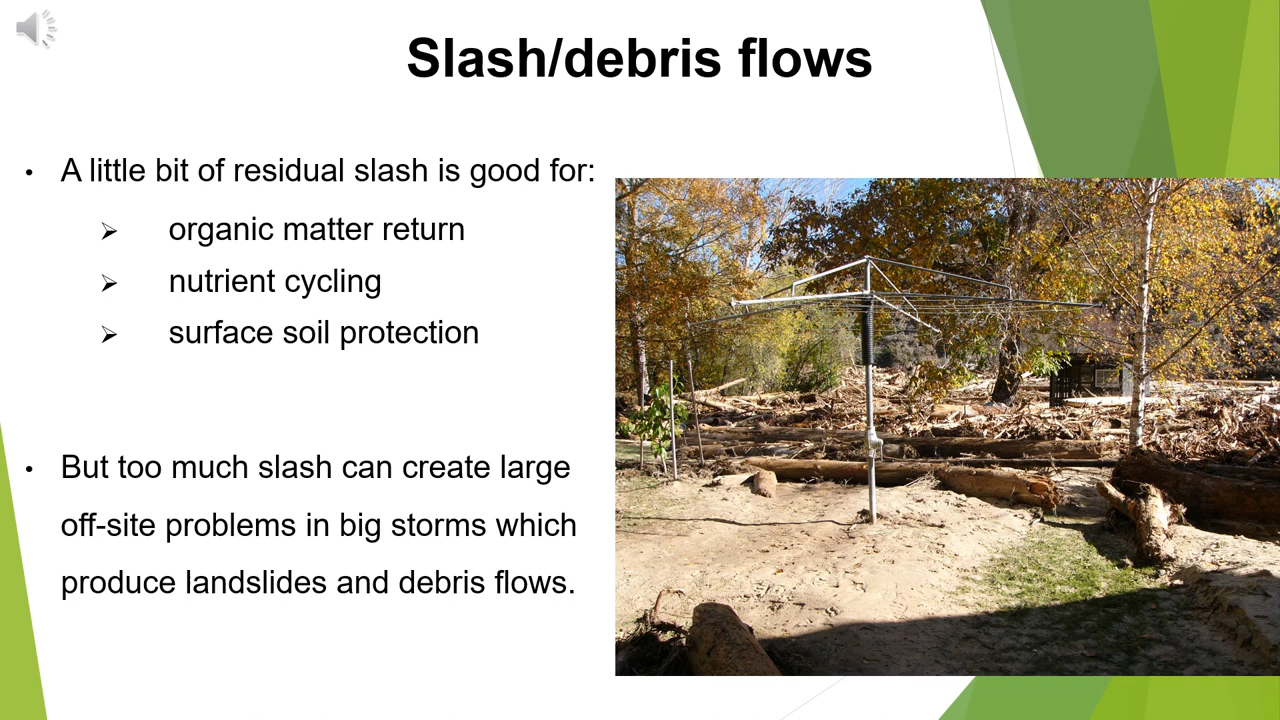 Slash/debris flows
• A little bit of residual slash is good for:
➢ organic matter return
➢ nutrient cycling
➢ surface soil protection
• But too much slash can create large
off-site problems in big storms which
produce landslides and debris flows.